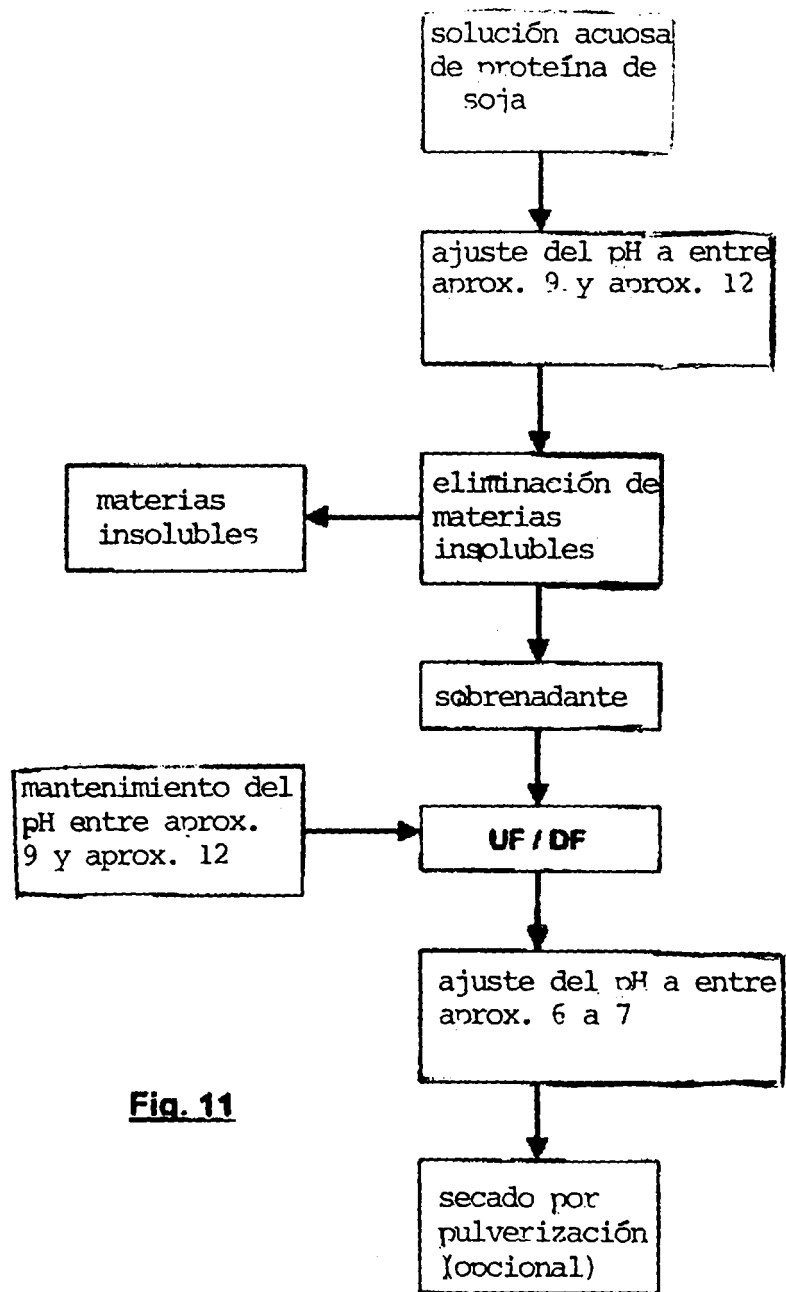 solución acuosa
de proteína de
soja
ajuste del pH a entre
aprox. 9 y aprox. 12
eliminación de
materias
insolubles
materias
insolubles
sobrenadante
mantenimiento del
pH entre aprox.
9 y aprox. 12
UF / DF
ajuste del pH a entre
aprox. 6 a 7
Fig. 11
secado por
pulverización
(opcional)